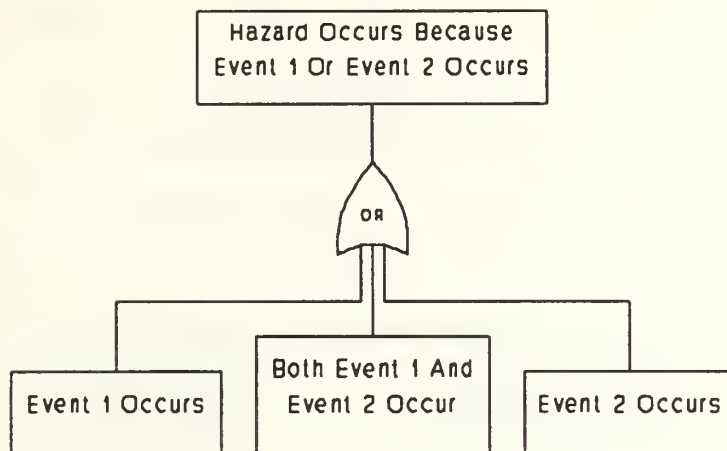 Hazard Occurs Because
Event 1 Or Event 2 Occurs
OR
Event 1 Occurs
Both Event 1 And
Event 2 Occur
Event 2 Occurs